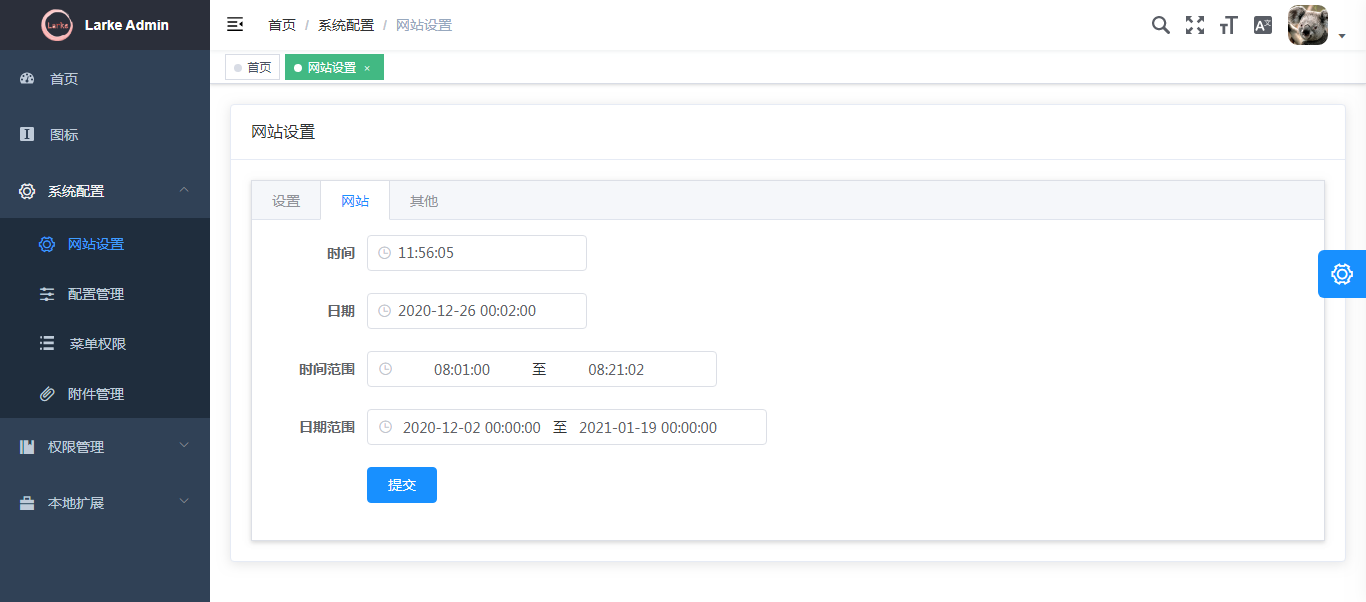 Larke
Larke Admin
首页 / 系统配置 / 网站设置
首页
网站设置 ×
首页
图标
系统配置
网站设置
配置管理
菜单权限
附件管理
权限管理
本地扩展
网站设置
设置 网站 其他
时间 11:56:05
日期 2020-12-26 00:02:00
时间范围 08:01:00 至 08:21:02
日期范围 2020-12-02 00:00:00 至 2021-01-19 00:00:00
提交